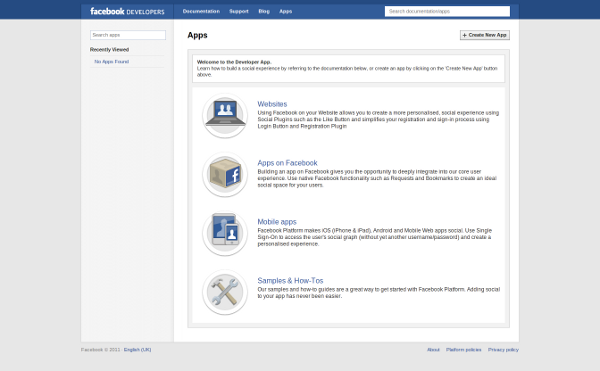 facebook DEVELOPERS
Documentation Support Blog Apps
Search documentation/apps
Search apps
Recently Viewed
No Apps Found
Apps
+ Create New App
Welcome to the Developer App.
Learn how to build a social experience by referring to the documentation below, or create an app by clicking on the 'Create New App' button
above.
Websites
Using Facebook on your Website allows you to create a more personalised, social experience using
Social Plugins such as the Like Button and simplifies your registration and sign-in process using
Login Button and Registration Plugin
Apps on Facebook
Building an app on Facebook gives you the opportunity to deeply integrate into our core user
experience. Use native Facebook functionality such as Requests and Bookmarks to create an ideal
social space for your users.
Mobile apps
Facebook Platform makes iOS (iPhone & iPad), Android and Mobile Web apps social. Use Single
Sign-On to access the user's social graph (without yet another username/password) and create a
personalised experience.
Samples & How-Tos
Our samples and how-to guides are a great way to get started with Facebook Platform. Adding social
to your app has never been easier.
Facebook © 2011 · English (UK)
About Platform policies Privacy policy